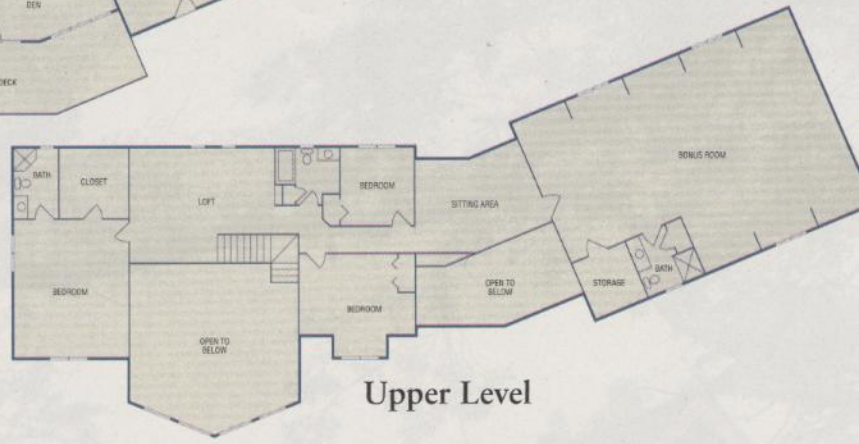 DEN
DECK
BATH
CLOSET
LOFT
BEDROOM
SITTING AREA
BONUS ROOM
BEDROOM
OPEN TO
BELOW
BEDROOM
OPEN TO
BELOW
STORAGE
BATH
Upper Level